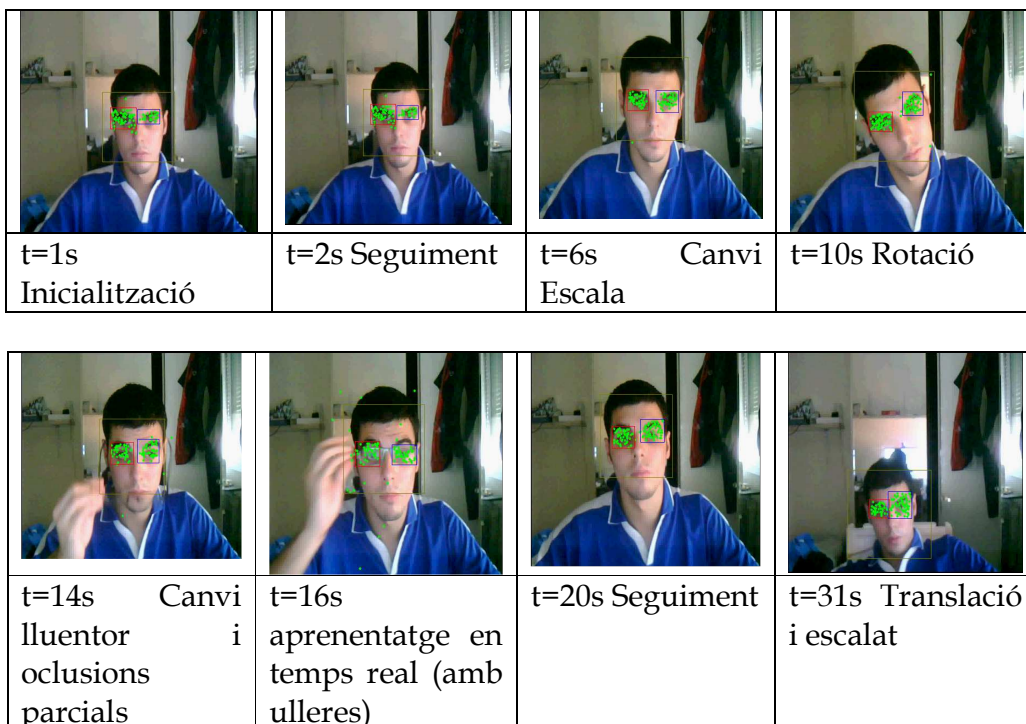 t=1s
Inicialització
t=2s Seguiment
t=6s Canvi
Escala
t=10s Rotació
t=14s Canvi
lluentor i
oclusions
parcials
t=16s
aprenentatge en
temps real (amb
ulleres)
t=20s Seguiment
t=31s Translació
i escalat